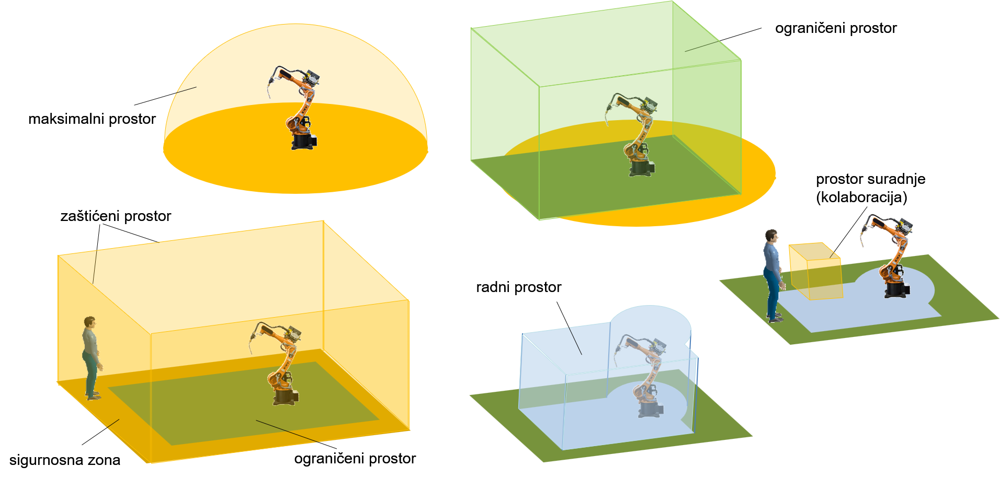 maksimalni prostor
ograničeni prostor
prostor suradnje
(kolaboracija)
zaštićeni prostor
radni prostor
sigurnosna zona
ograničeni prostor